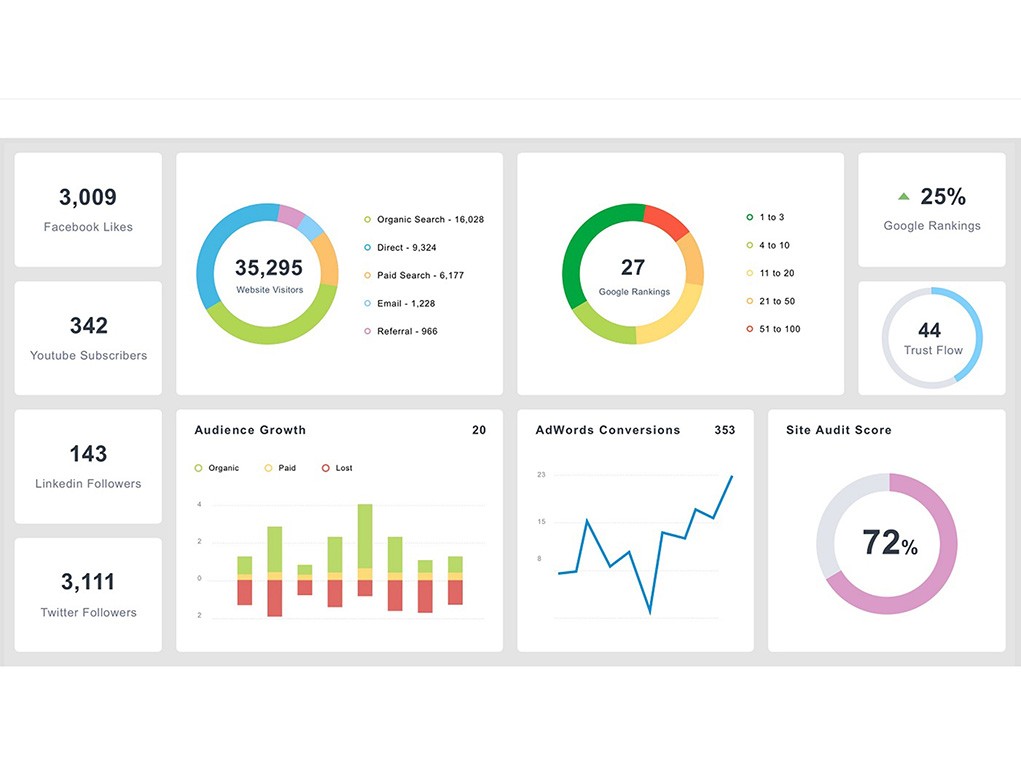 3,009
Facebook Likes
342
Youtube Subscribers
143
Linkedin Followers
3,111
Twitter Followers
35,295
Website Visitors
Organic Search - 16,028
Direct - 9,324
Paid Search - 6,177
Email - 1,228
Referral - 966
27
Google Rankings
1 to 3
4 to 10
11 to 20
21 to 50
51 to 100
25%
Google Rankings
44
Trust Flow
Audience Growth 20
Organic Paid Lost
4
2
0
2
AdWords Conversions 353
23
15
8
Site Audit Score
72%